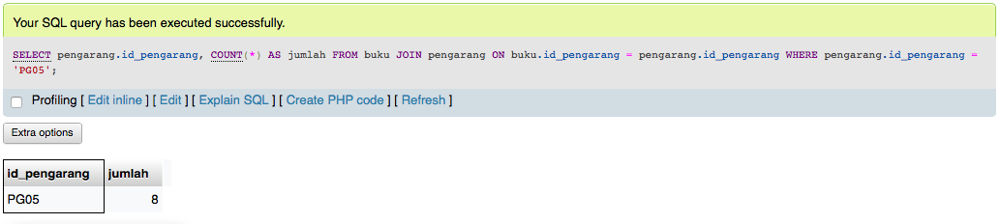 Your SQL query has been executed successfully.
SELECT pengarang.id_pengarang, COUNT(*) AS jumlah FROM buku JOIN pengarang ON buku.id_pengarang = pengarang.id_pengarang WHERE pengarang.id_pengarang =
'PG05';
Profiling [ Edit inline ] [ Edit ] [ Explain SQL ] [ Create PHP code ] [ Refresh ]
Extra options
id_pengarang jumlah
PG05 8